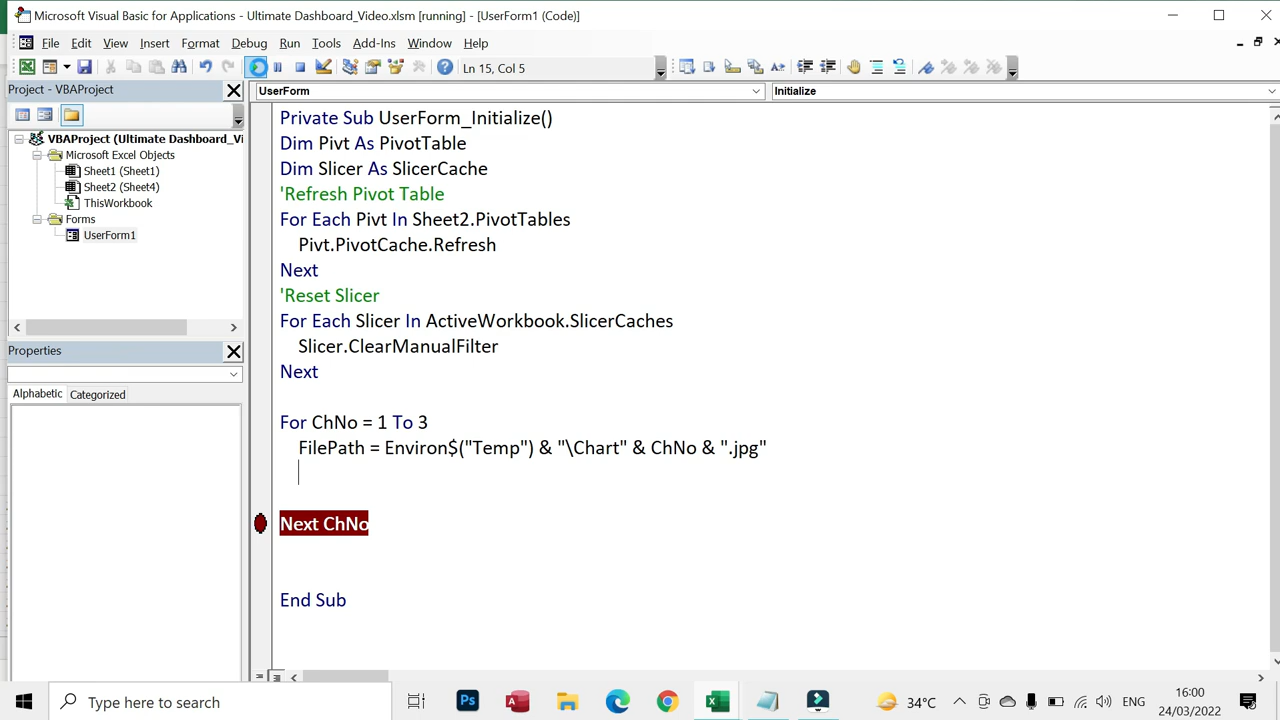 Microsoft Visual Basic for Applications - Ultimate Dashboard_Video.xlsm [running] - [UserForm1 (Code)]
File Edit View Insert Format Debug Run Tools Add-Ins Window Help
Ln 15, Col 5
Project - VBAProject
VBAProject (Ultimate Dashboard_Vi
Microsoft Excel Objects
Sheet1 (Sheet1)
Sheet2 (Sheet4)
ThisWorkbook
Forms
UserForm1
Properties
Alphabetic Categorized
UserForm Initialize
Private Sub UserForm_Initialize()
Dim Pivt As PivotTable
Dim Slicer As SlicerCache
'Refresh Pivot Table
For Each Pivt In Sheet2.PivotTables
Pivt.PivotCache.Refresh
Next
'Reset Slicer
For Each Slicer In ActiveWorkbook.SlicerCaches
Slicer.ClearManualFilter
Next
For ChNo = 1 To 3
FilePath = Environ$("Temp") & "\Chart" & ChNo & ".jpg"
Next ChNo
End Sub
Type here to search
Ps
34°C
ENG
16:00
24/03/2022